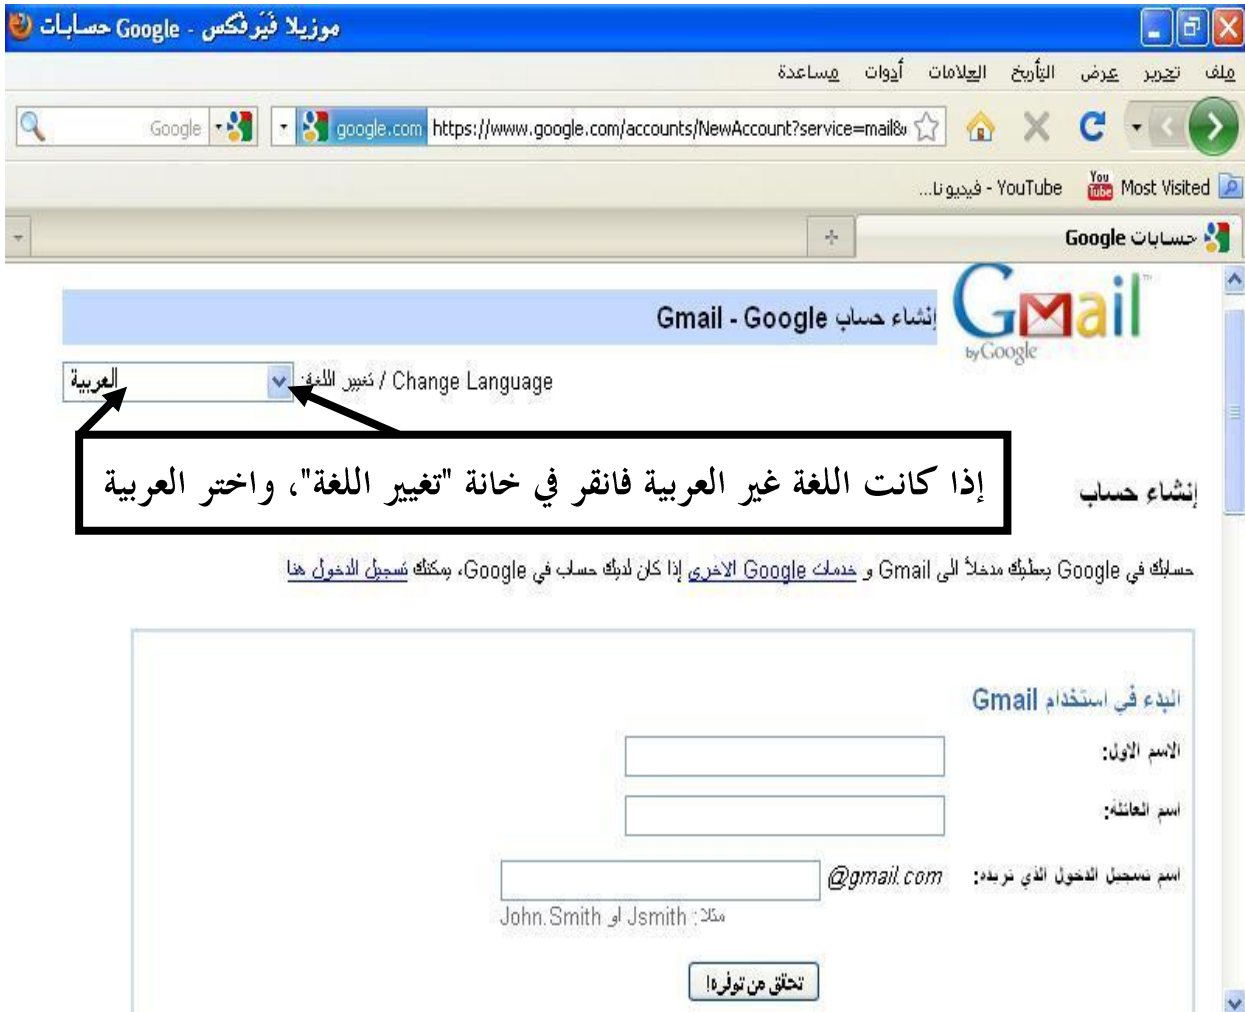 حسابات Google - موزيلا فَيَرفُكس
ملف تحرير عرض التأريخ العلامات أدوات مساعدة
Google google.com https://www.google.com/accounts/NewAccount?service=mail&
Most Visited YouTube - فيديو نا...
حسابات Google
Gmail™
by Google
إنشاء حساب Gmail - Google
تغيير اللغة / Change Language: العربية
إذا كانت اللغة غير العربية فانقر في خانة "تغيير اللغة"، واختر العربية
إنشاء حساب
حسابك في Google يعطيك مدخلاً الى Gmail و خدمات Google الاخرى إذا كان لديك حساب في Google، يمكنك تسجيل الدخول هنا
البدء في استخدام Gmail
الاسم الاول:
اسم العائلة:
اسم تسجيل الدخول الذي تريده: @gmail.com
مثلا: Jsmith او John.Smith
تحقق من توفره!